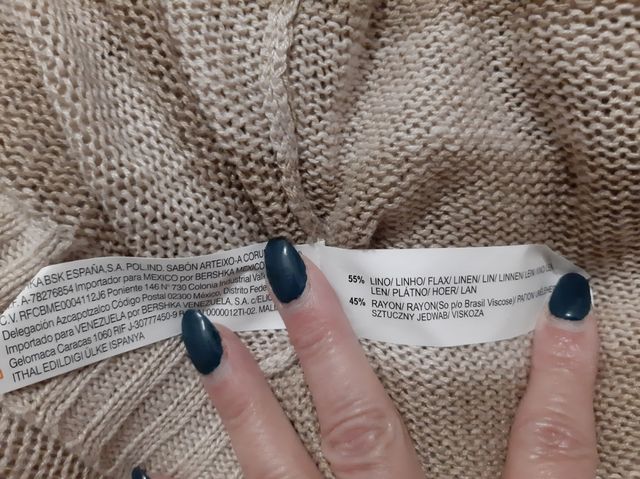 BSK ESPAÑA, S.A. POL.IND. SABÓN ARTEIXO-A
A-78276854 Importador para MEXICO por BERSHKA MEXICO
C.V. RFCBME0004112J6 Poniente 146 N° 730 Colonia Industrial
Delegación Azcapotzalco Código Postal 02300 México, Distrito
Importado para VENEZUELA por BERSHKA VENEZUELA, S.A.
Gelomaca Caracas 1060 RIF J-30777450-9
ITHAL EDILDIGI ÜLKE ISPANYA
55% LINO/ LINHO/ FLAX/ LINEN/ LIN/ LINNEN/
LEN/ PLÁTNO/ HOER/ LAN
45% RAYON/ RAYON(So p/o Brasil Viscose)/
SZTUCZNY JEDWAB/ VISKOZA